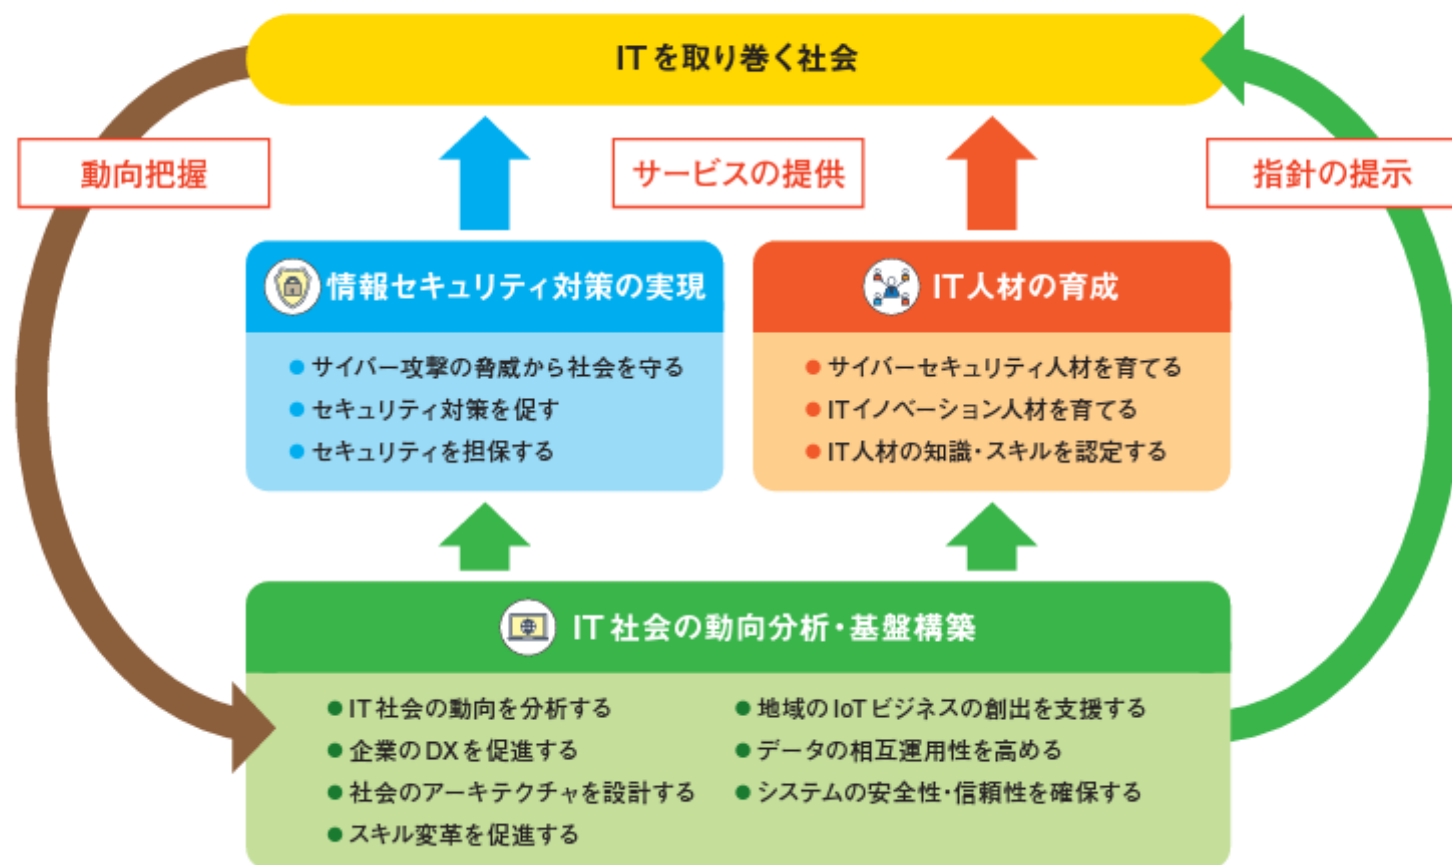 ITを取り巻く社会
動向把握
サービスの提供
指針の提示
情報セキュリティ対策の実現
サイバー攻撃の脅威から社会を守る
セキュリティ対策を促す
セキュリティを担保する
IT人材の育成
サイバーセキュリティ人材を育てる
ITイノベーション人材を育てる
IT人材の知識・スキルを認定する
IT社会の動向分析・基盤構築
IT社会の動向を分析する
企業のDXを促進する
社会のアーキテクチャを設計する
スキル変革を促進する
地域のIoTビジネスの創出を支援する
データの相互運用性を高める
システムの安全性・信頼性を確保する